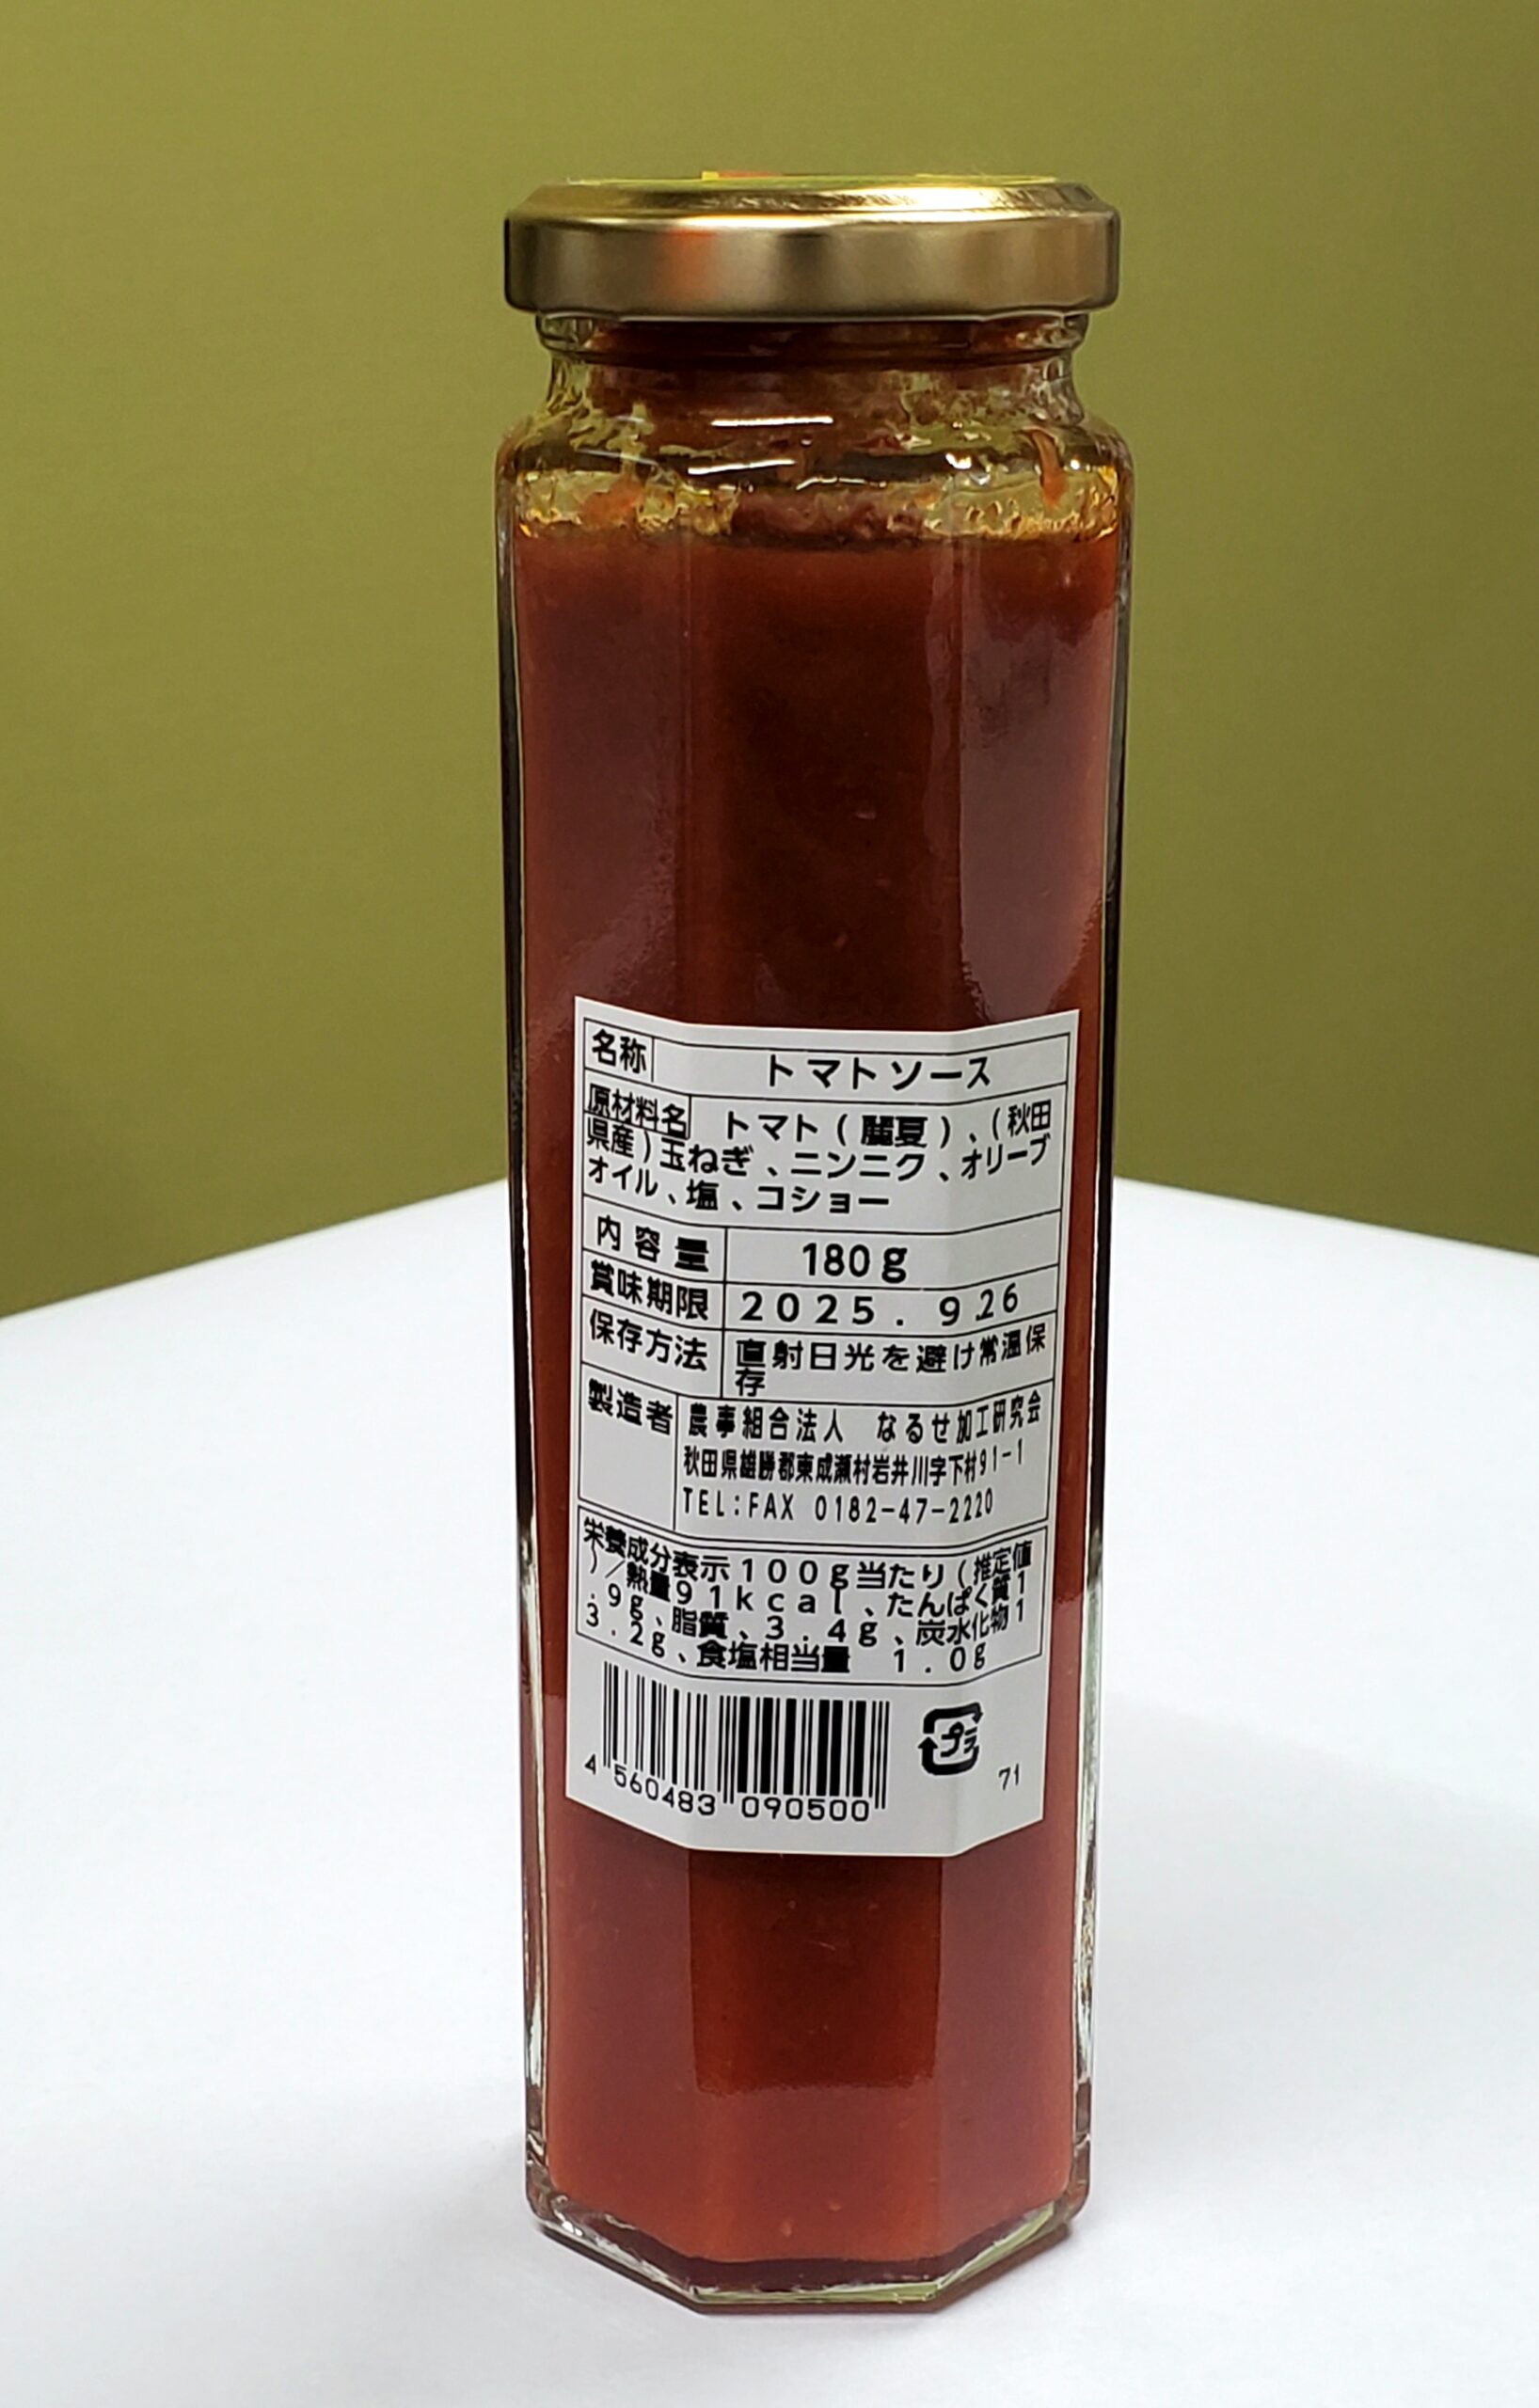 名称 トマトソース
原材料名 トマト(麗夏)、(秋田
県産)玉ねぎ、ニンニク、オリーブ
オイル、塩、コショー
内容量 180g
賞味期限 2025.9.26
保存方法 直射日光を避け常温保
存
製造者 農事組合法人 なるせ加工研究会
秋田県雄勝郡東成瀬村岩井川字下村91-1
TEL:FAX 0182-47-2220
栄養成分表示100g当たり(推定値
)/熱量91kcal、たんぱく質1
.9g、脂質、3.4g、炭水化物1
3.2g、食塩相当量 1.0g
プラ
4 560483 090500
71